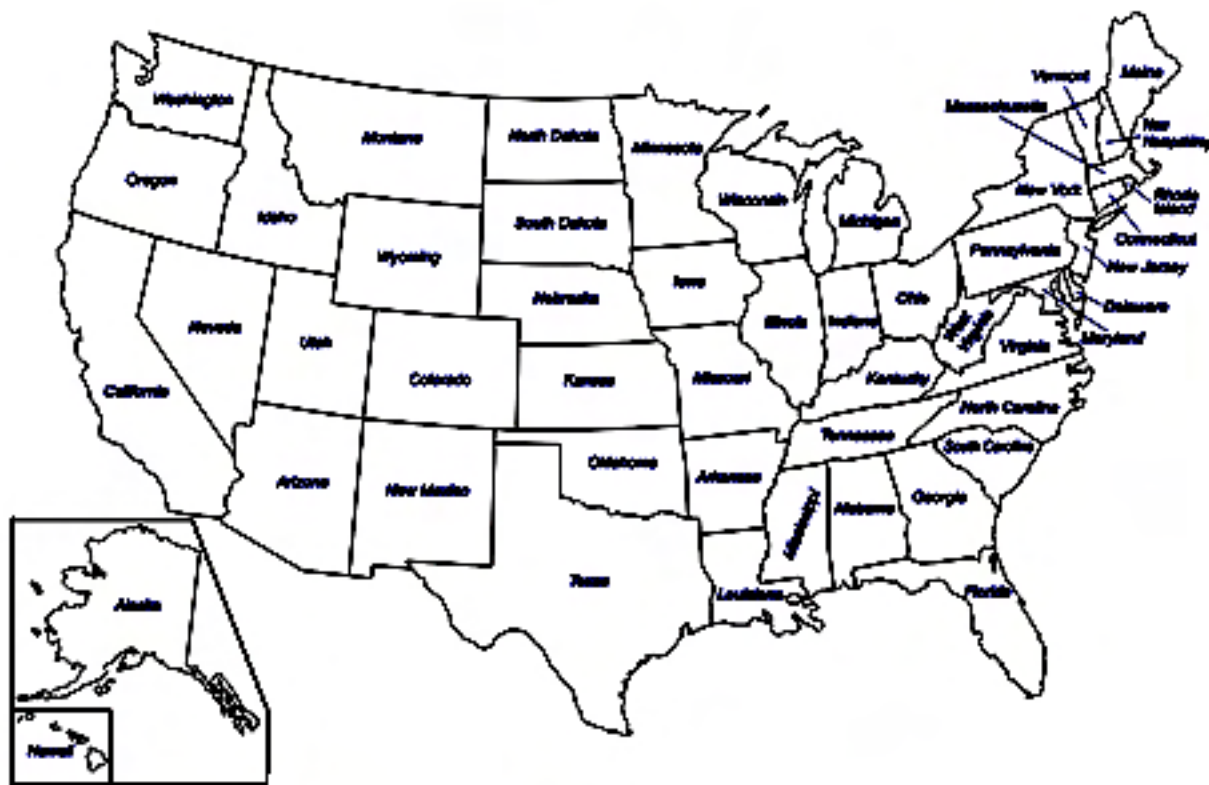 Washington
Oregon
California
Idaho
Nevada
Montana
Wyoming
Utah
Arizona
Colorado
New Mexico
North Dakota
South Dakota
Nebraska
Kansas
Oklahoma
Texas
Minnesota
Iowa
Missouri
Arkansas
Louisiana
Wisconsin
Illinois
Michigan
Indiana
Ohio
Kentucky
Tennessee
Mississippi
Alabama
Georgia
Florida
South Carolina
North Carolina
Virginia
West
Virginia
Pennsylvania
New York
Vermont
Maine
Massachusetts
New
Hampshire
Rhode
Island
Connecticut
New Jersey
Delaware
Maryland
Alaska
Hawaii